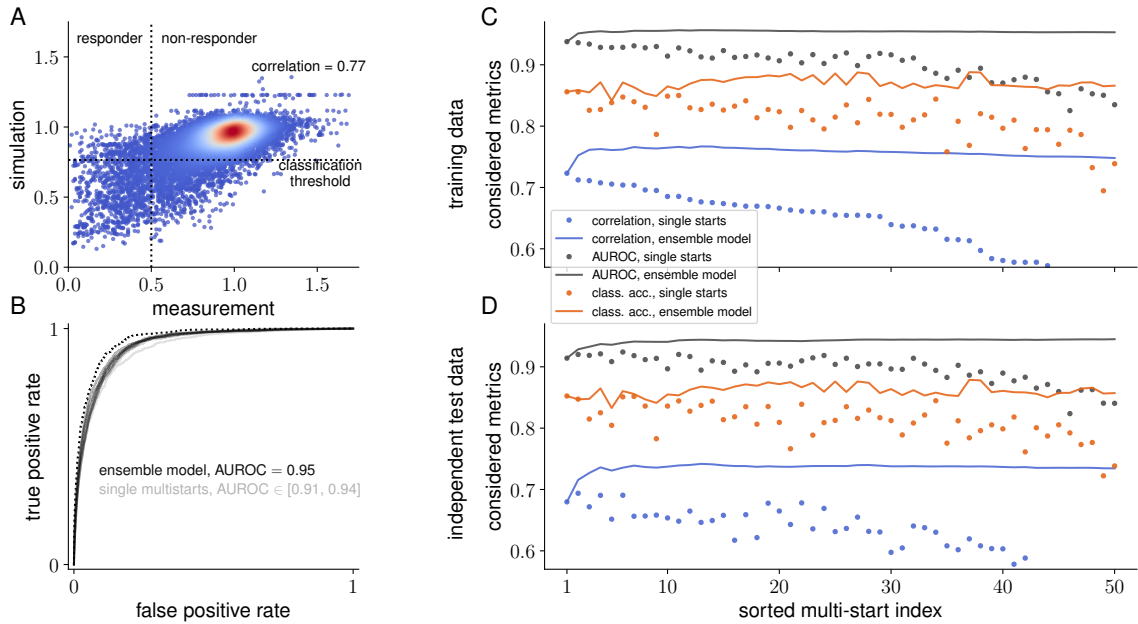 A
responder
non-responder
correlation = 0.77
1.5
1.0
0.5
0.0
simulation
classification
threshold
0.0
0.5
1.0
1.5
measurement
B
1
0
true positive rate
ensemble model, AUROC = 0.95
single multistarts, AUROC ∈ [0.91, 0.94]
0
1
false positive rate
C
training data
considered metrics
0.9
0.8
0.7
0.6
correlation, single starts
correlation, ensemble model
AUROC, single starts
AUROC, ensemble model
class. acc., single starts
class. acc., ensemble model
D
independent test data
considered metrics
0.9
0.8
0.7
0.6
1
10
20
30
40
50
sorted multi-start index